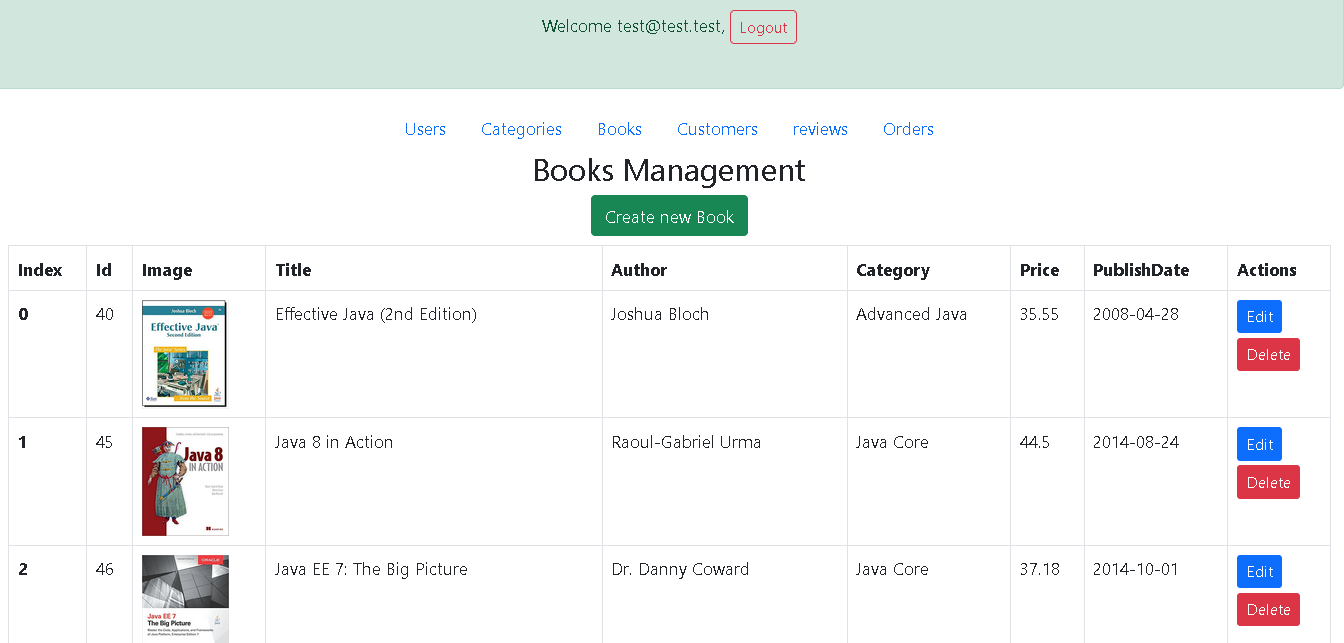 Welcome test@test.test, Logout
Users Categories Books Customers reviews Orders
Books Management
Create new Book
Index Id Image Title Author Category Price PublishDate Actions
0 40 Effective Java (2nd Edition) Joshua Bloch Advanced Java 35.55 2008-04-28 Edit
Delete
Joshua Bloch
Effective Java
Second Edition
1 45 Java 8 in Action Raoul-Gabriel Urma Java Core 44.5 2014-08-24 Edit
Delete
Java 8
IN ACTION
2 46 Java EE 7: The Big Picture Dr. Danny Coward Java Core 37.18 2014-10-01 Edit
Delete
ORACLE
Java EE 7
The Big Picture